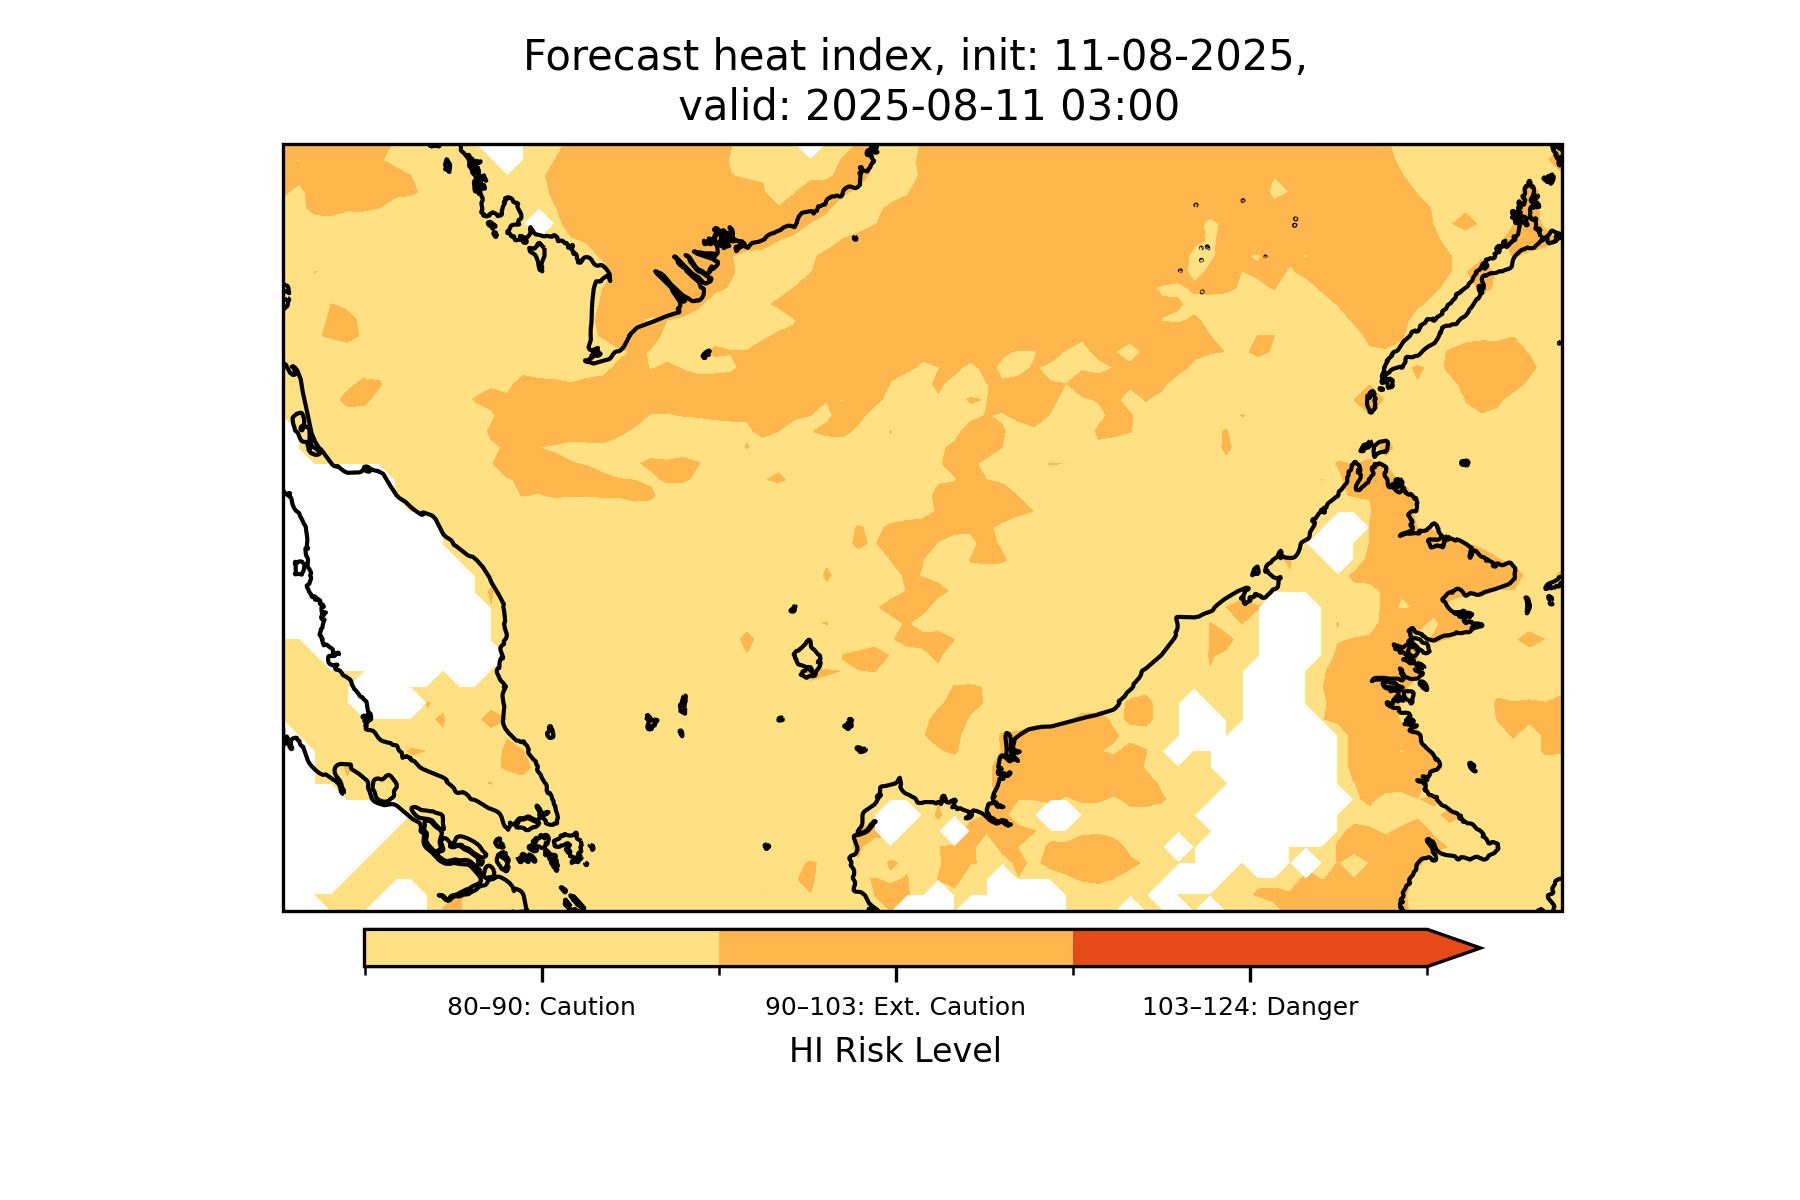 Forecast heat index, init: 11-08-2025,
valid: 2025-08-11 03:00
80–90: Caution
90–103: Ext. Caution
103–124: Danger
HI Risk Level